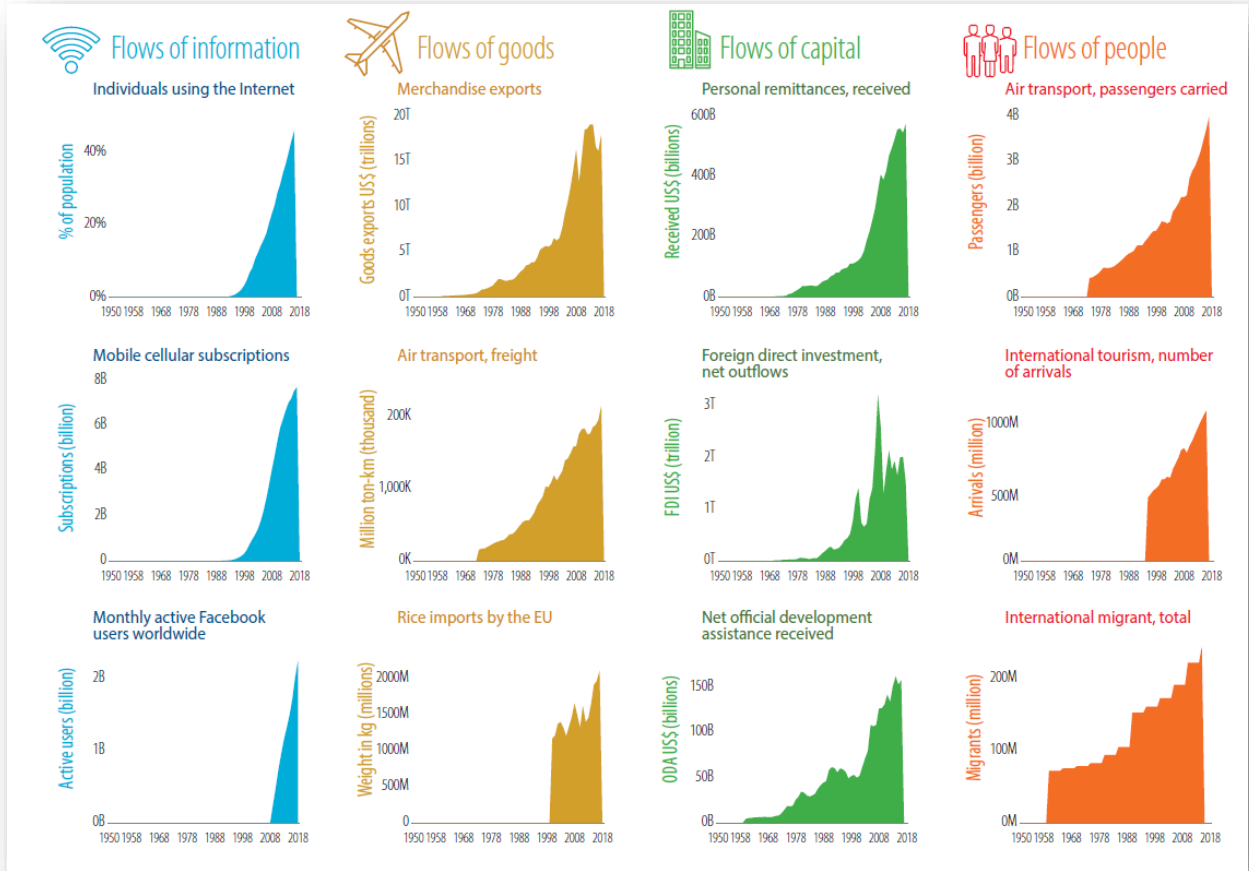 Flows of information
Individuals using the Internet
% of population
40%
20%
0%
1950 1958 1968 1978 1988 1998 2008 2018
Mobile cellular subscriptions
Subscriptions (billion)
8B
6B
4B
2B
0
1950 1958 1968 1978 1988 1998 2008 2018
Monthly active Facebook
users worldwide
Active users (billion)
2B
1B
0B
1950 1958 1968 1978 1988 1998 2008 2018
Flows of goods
Merchandise exports
Goods exports US$ (trillions)
20T
15T
10T
5T
0T
1950 1958 1968 1978 1988 1998 2008 2018
Air transport, freight
Million ton-km (thousand)
200K
1,000K
0K
1950 1958 1968 1978 1988 1998 2008 2018
Rice imports by the EU
Weight in kg (millions)
2000M
1500M
1000M
500M
0
1950 1958 1968 1978 1988 1998 2008 2018
Flows of capital
Personal remittances, received
Received US$ (billions)
600B
400B
200B
0B
1950 1958 1968 1978 1988 1998 2008 2018
Foreign direct investment,
net outflows
FDI US$ (trillion)
3T
2T
1T
0T
1950 1958 1968 1978 1988 1998 2008 2018
Net official development
assistance received
ODA US$ (billions)
150B
100B
50B
0B
1950 1958 1968 1978 1988 1998 2008 2018
Flows of people
Air transport, passengers carried
Passengers (billion)
4B
3B
2B
1B
0B
1950 1958 1968 1978 1988 1998 2008 2018
International tourism, number
of arrivals
Arrivals (million)
1000M
500M
0M
1950 1958 1968 1978 1988 1998 2008 2018
International migrant, total
Migrants (million)
200M
100M
0M
1950 1958 1968 1978 1988 1998 2008 2018